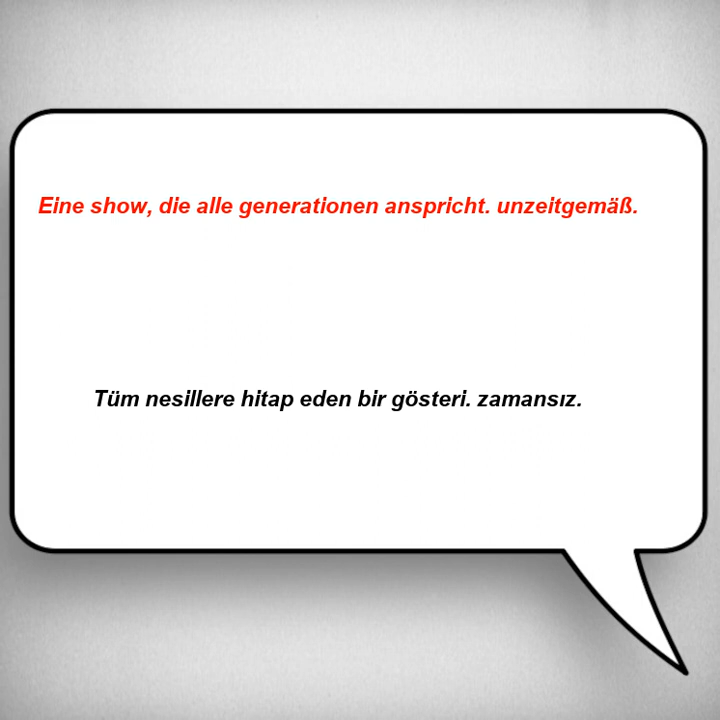 Eine show, die alle generationen anspricht. unzeitgemäß.
Tüm nesillere hitap eden bir gösteri. zamansız.